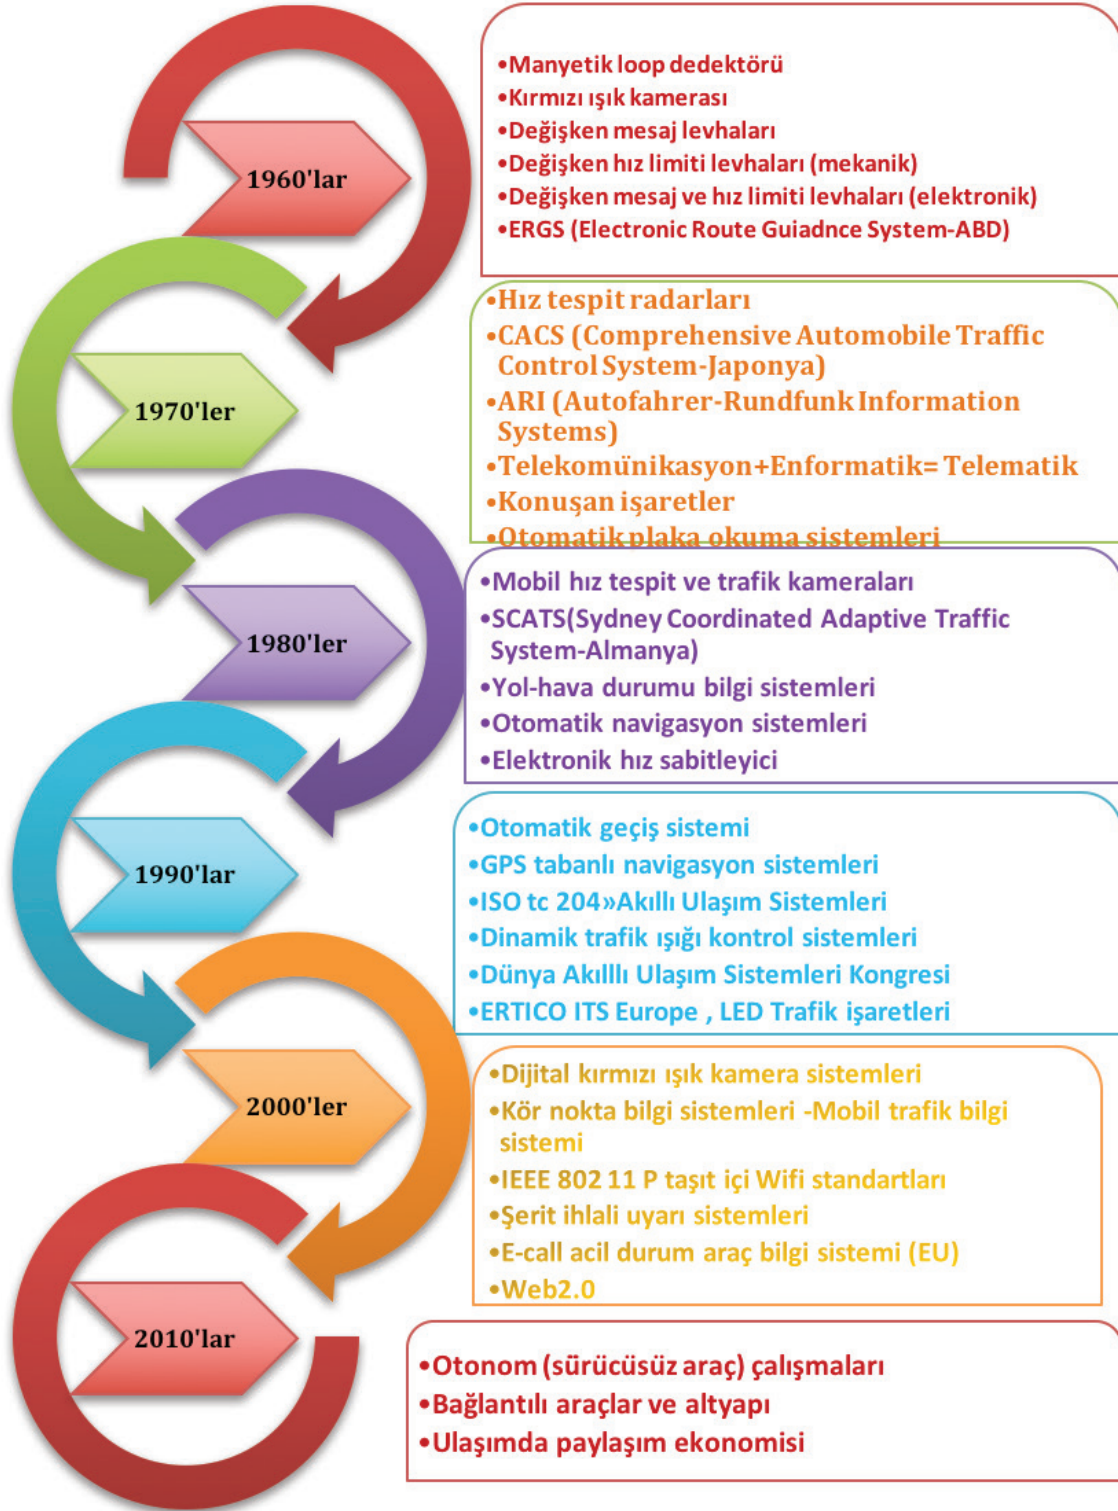 1960'lar
•Manyetik loop dedektörü
•Kırmızı ışık kamerası
•Değişken mesaj levhaları
•Değişken hız limiti levhaları (mekanik)
•Değişken mesaj ve hız limiti levhaları (elektronik)
•ERGS (Electronic Route Guiadnce System-ABD)
1970'ler
•Hız tespit radarları
•CACS (Comprehensive Automobile Traffic
Control System-Japonya)
•ARI (Autofahrer-Rundfunk Information
Systems)
•Telekomünikasyon+Enformatik= Telematik
•Konuşan işaretler
•Otomatik plaka okuma sistemleri
1980'ler
•Mobil hız tespit ve trafik kameraları
•SCATS(Sydney Coordinated Adaptive Traffic
System-Almanya)
•Yol-hava durumu bilgi sistemleri
•Otomatik navigasyon sistemleri
•Elektronik hız sabitleyici
1990'lar
•Otomatik geçiş sistemi
•GPS tabanlı navigasyon sistemleri
•ISO tc 204»Akıllı Ulaşım Sistemleri
•Dinamik trafik ışığı kontrol sistemleri
•Dünya Akılllı Ulaşım Sistemleri Kongresi
•ERTICO ITS Europe , LED Trafik işaretleri
2000'ler
•Dijital kırmızı ışık kamera sistemleri
•Kör nokta bilgi sistemleri -Mobil trafik bilgi
sistemi
•IEEE 802 11 P taşıt içi Wifi standartları
•Şerit ihlali uyarı sistemleri
•E-call acil durum araç bilgi sistemi (EU)
•Web2.0
2010'lar
•Otonom (sürücüsüz araç) çalışmaları
•Bağlantılı araçlar ve altyapı
•Ulaşımda paylaşım ekonomisi